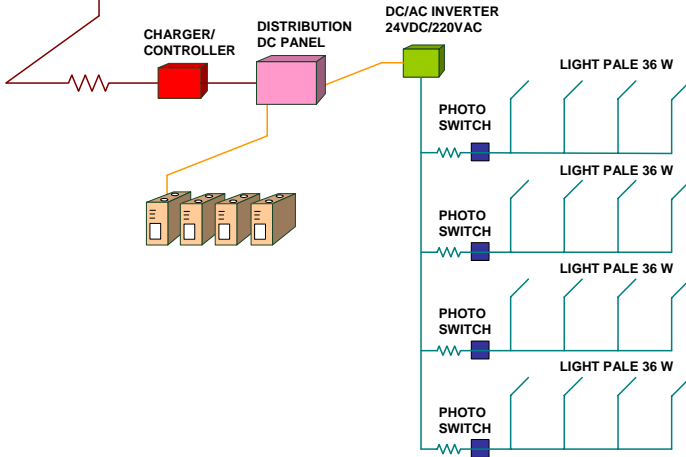 CHARGER/
CONTROLLER
DISTRIBUTION
DC PANEL
DC/AC INVERTER
24VDC/220VAC
LIGHT PALE 36 W
PHOTO
SWITCH
LIGHT PALE 36 W
PHOTO
SWITCH
LIGHT PALE 36 W
PHOTO
SWITCH
LIGHT PALE 36 W
PHOTO
SWITCH